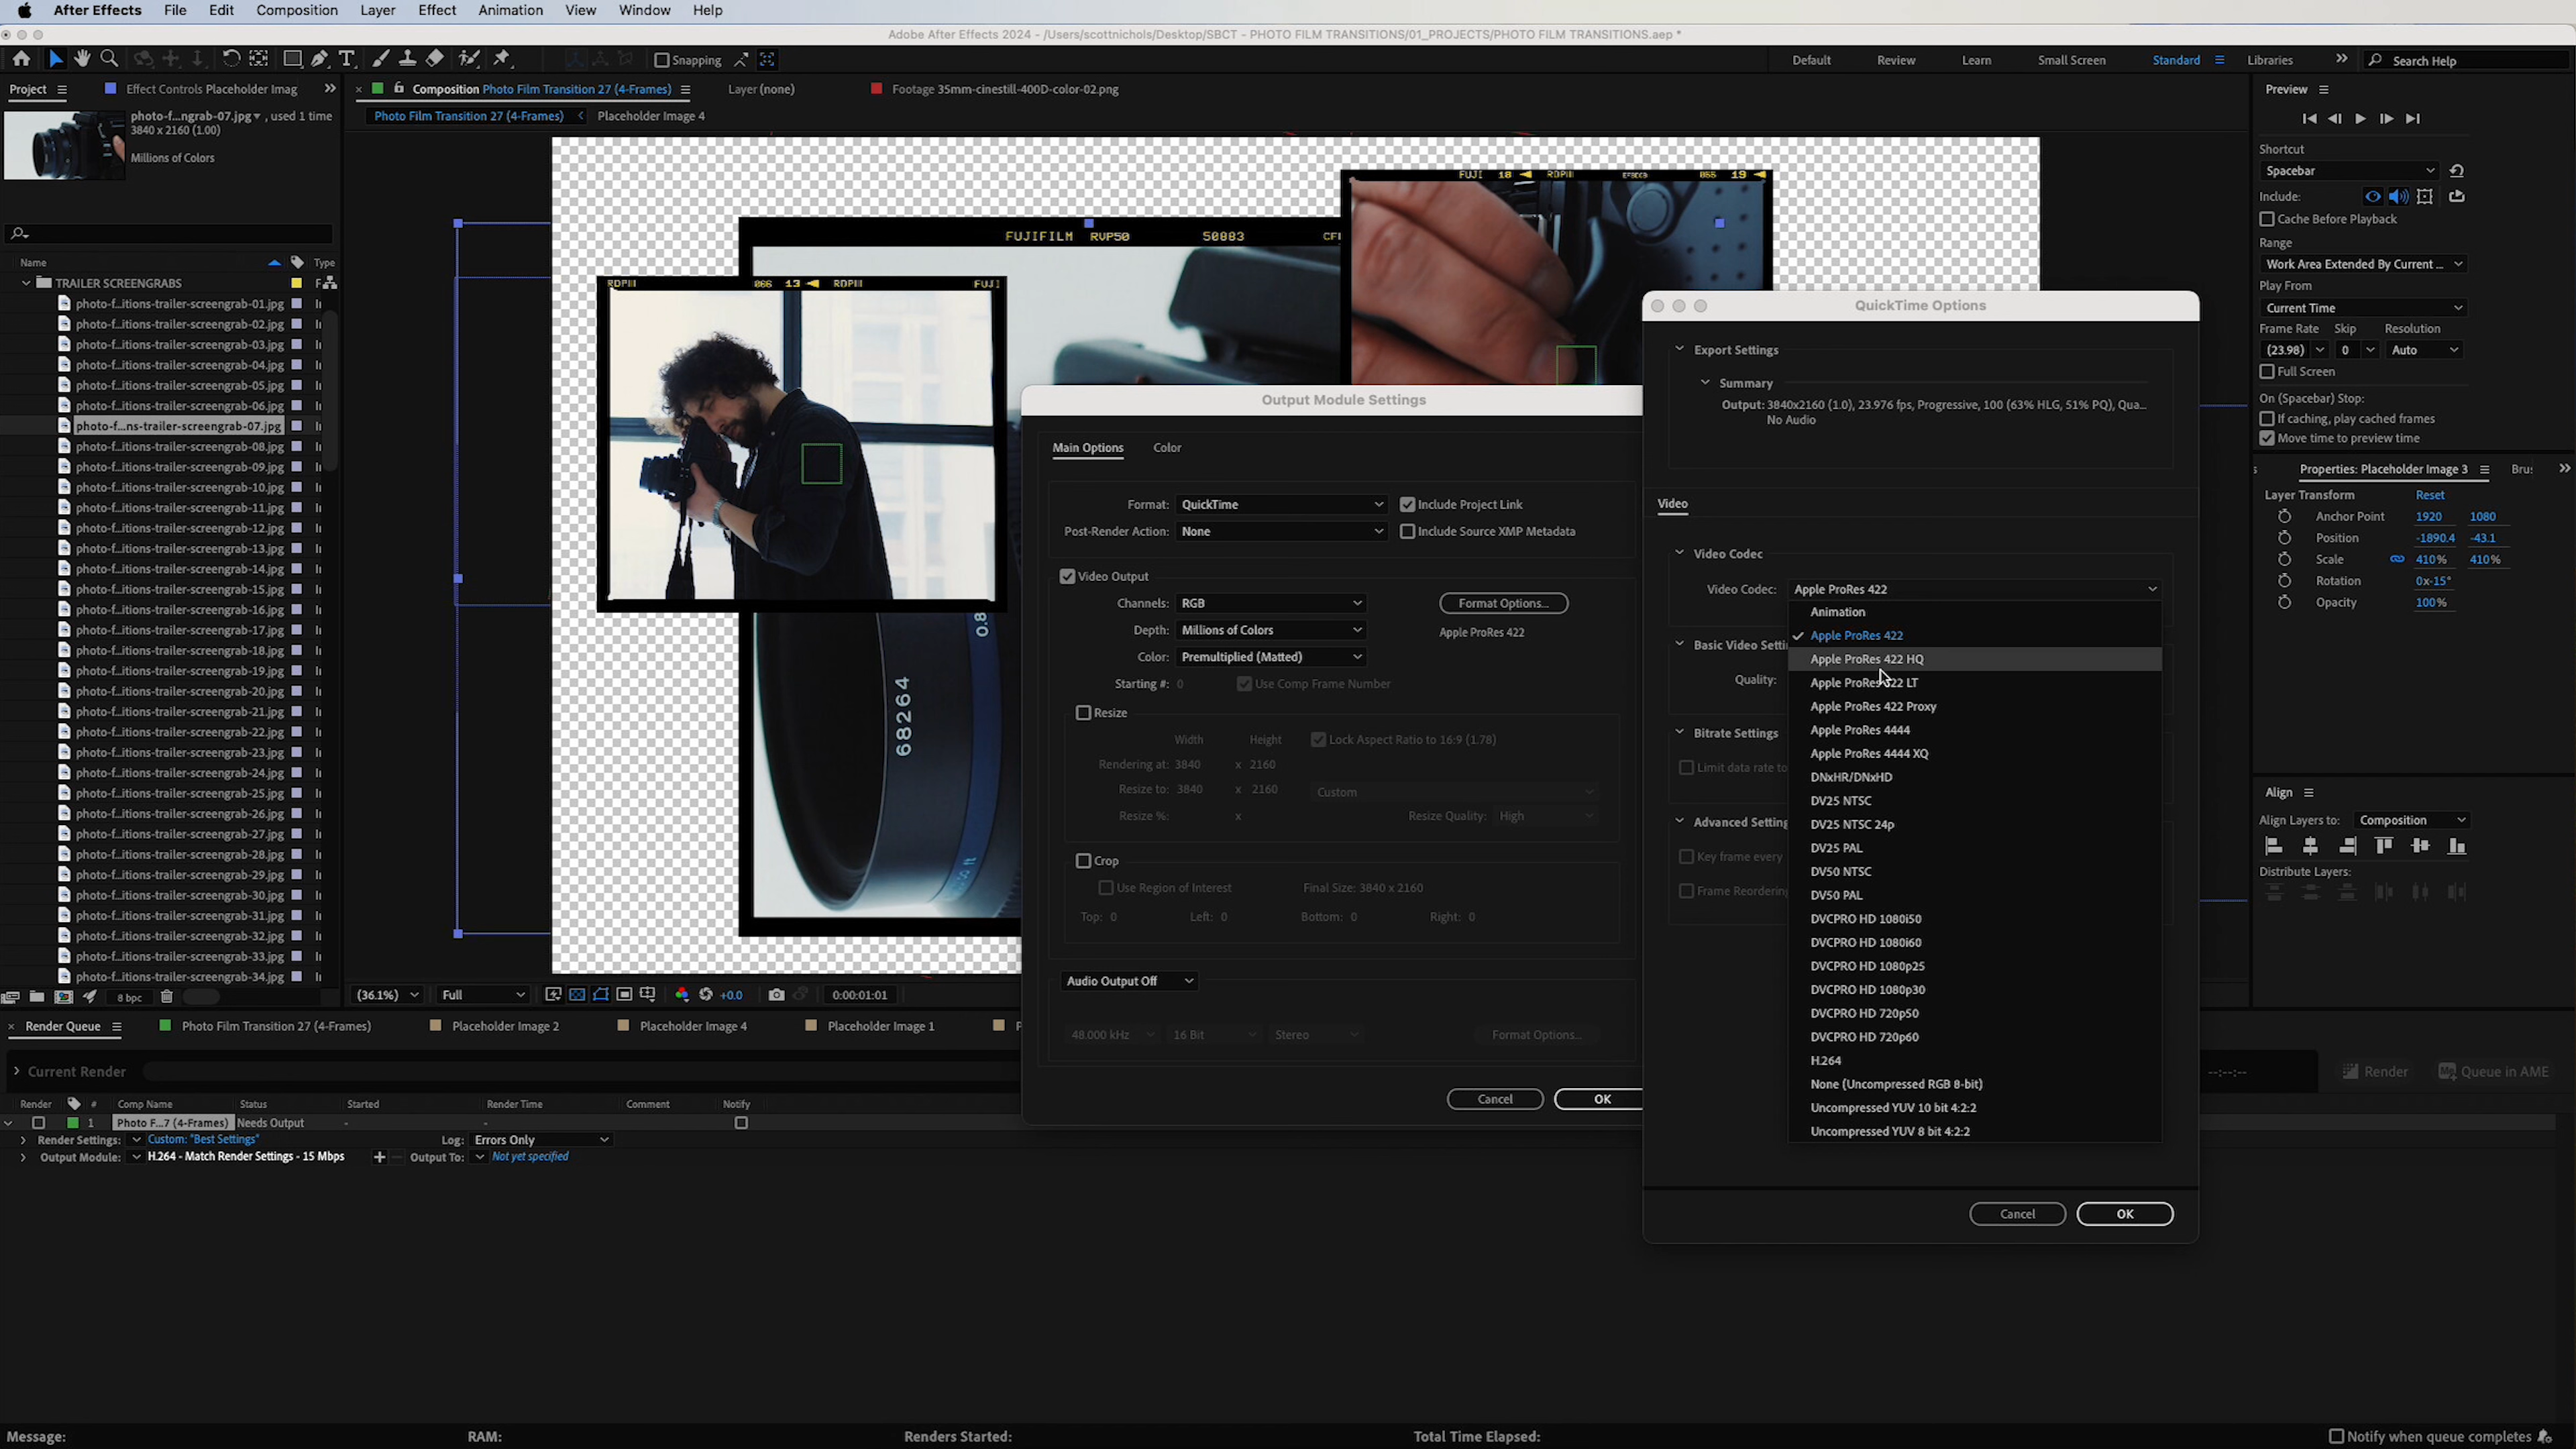 After Effects File Edit Composition Layer Effect Animation View Window Help
Adobe After Effects 2024 - /Users/scottnichols/Desktop/SBCT - PHOTO FILM TRANSITIONS/01_PROJECTS/PHOTO FILM TRANSITIONS.aep *
Snapping Default Review Learn Small Screen Standard Libraries Search Help
Project Effect Controls Placeholder Imag Composition Photo Film Transition 27 (4-Frames) Layer (none) Footage 35mm-cinestill-400D-color-02.png
Photo Film Transition 27 (4-Frames) Placeholder Image 4
photo-f...ngrab-07.jpg , used 1 time
3840 x 2160 (1.00)
Millions of Colors
Name Type
TRAILER SCREENGRABS F
photo-f...itions-trailer-screengrab-01.jpg
photo-f...itions-trailer-screengrab-02.jpg
photo-f...itions-trailer-screengrab-03.jpg
photo-f...itions-trailer-screengrab-04.jpg
photo-f...itions-trailer-screengrab-05.jpg
photo-f...itions-trailer-screengrab-06.jpg
photo-f...ns-trailer-screengrab-07.jpg
photo-f...itions-trailer-screengrab-08.jpg
photo-f...itions-trailer-screengrab-09.jpg
photo-f...itions-trailer-screengrab-10.jpg
photo-f...itions-trailer-screengrab-11.jpg
photo-f...itions-trailer-screengrab-12.jpg
photo-f...itions-trailer-screengrab-13.jpg
photo-f...itions-trailer-screengrab-14.jpg
photo-f...itions-trailer-screengrab-15.jpg
photo-f...itions-trailer-screengrab-16.jpg
photo-f...itions-trailer-screengrab-17.jpg
photo-f...itions-trailer-screengrab-18.jpg
photo-f...itions-trailer-screengrab-19.jpg
photo-f...itions-trailer-screengrab-20.jpg
photo-f...itions-trailer-screengrab-21.jpg
photo-f...itions-trailer-screengrab-22.jpg
photo-f...itions-trailer-screengrab-23.jpg
photo-f...itions-trailer-screengrab-24.jpg
photo-f...itions-trailer-screengrab-25.jpg
photo-f...itions-trailer-screengrab-26.jpg
photo-f...itions-trailer-screengrab-27.jpg
photo-f...itions-trailer-screengrab-28.jpg
photo-f...itions-trailer-screengrab-29.jpg
photo-f...itions-trailer-screengrab-30.jpg
photo-f...itions-trailer-screengrab-31.jpg
photo-f...itions-trailer-screengrab-32.jpg
photo-f...itions-trailer-screengrab-33.jpg
photo-f...itions-trailer-screengrab-34.jpg
8 bpc
FUJI 18 RDPIII 066 19
FUJIFILM RVP50 50883 CF
RDPIII 066 13 RDPIII FUJI
68264
0.8
(36.1%) Full +0.0 0:00:01:01
Output Module Settings
Main Options Color
Format: QuickTime Include Project Link
Post-Render Action: None Include Source XMP Metadata
Video Output
Channels: RGB Format Options...
Depth: Millions of Colors Apple ProRes 422
Color: Premultiplied (Matted)
Starting #: 0 Use Comp Frame Number
Resize
Width Height Lock Aspect Ratio to 16:9 (1.78)
Rendering at: 3840 x 2160
Resize to: 3840 x 2160 Custom
Resize %: x Resize Quality: High
Crop
Use Region of Interest Final Size: 3840 x 2160
Top: 0 Left: 0 Bottom: 0 Right: 0
Audio Output Off
48.000 kHz 16 Bit Stereo Format Options...
Cancel OK
QuickTime Options
Export Settings
Summary
Output: 3840x2160 (1.0), 23.976 fps, Progressive, 100 (63% HLG, 51% PQ), Qua...
No Audio
Video
Video Codec
Video Codec: Apple ProRes 422
Animation
Apple ProRes 422
Basic Video Setti
Apple ProRes 422 HQ
Quality:
Apple ProRes 422 LT
Apple ProRes 422 Proxy
Bitrate Settings
Apple ProRes 4444
Apple ProRes 4444 XQ
Limit data rate to
DNxHR/DNxHD
DV25 NTSC
Advanced Setting
DV25 NTSC 24p
DV25 PAL
Key frame every
DV50 NTSC
Frame Reordering
DV50 PAL
DVCPRO HD 1080i50
DVCPRO HD 1080i60
DVCPRO HD 1080p25
DVCPRO HD 1080p30
DVCPRO HD 720p50
DVCPRO HD 720p60
H.264
None (Uncompressed RGB 8-bit)
Uncompressed YUV 10 bit 4:2:2
Uncompressed YUV 8 bit 4:2:2
Cancel OK
Preview
Shortcut
Spacebar
Include:
Cache Before Playback
Range
Work Area Extended By Current ...
Play From
Current Time
Frame Rate Skip Resolution
(23.98) 0 Auto
Full Screen
On (Spacebar) Stop:
If caching, play cached frames
Move time to preview time
s Properties: Placeholder Image 3 Brus
Layer Transform Reset
Anchor Point 1920 1080
Position -1890.4 -43.1
Scale 410% 410%
Rotation 0x-15°
Opacity 100%
Align
Align Layers to: Composition
Distribute Layers:
Render Queue Photo Film Transition 27 (4-Frames) Placeholder Image 2 Placeholder Image 4 Placeholder Image 1 P
Current Render --:--:-- Render Queue in AME
Render # Comp Name Status Started Render Time Comment Notify
1 Photo F...7 (4-Frames) Needs Output - -
Render Settings: Custom: "Best Settings" Log: Errors Only
Output Module: H.264 - Match Render Settings - 15 Mbps Output To: Not yet specified
Message: RAM: Renders Started: Total Time Elapsed: Notify when queue completes